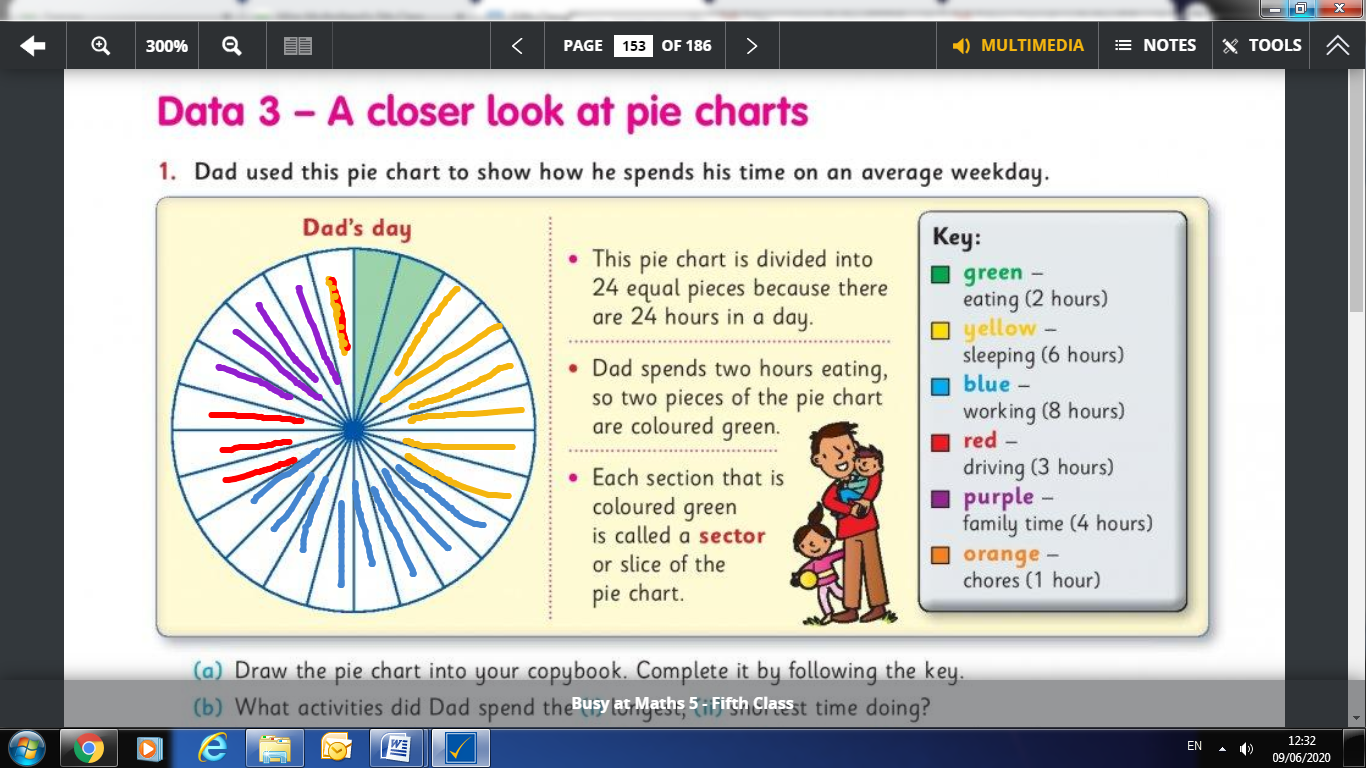 300%
PAGE 153 OF 186
MULTIMEDIA
NOTES
TOOLS
Data 3 – A closer look at pie charts
1. Dad used this pie chart to show how he spends his time on an average weekday.
Dad's day
• This pie chart is divided into
24 equal pieces because there
are 24 hours in a day.
• Dad spends two hours eating,
so two pieces of the pie chart
are coloured green.
• Each section that is
coloured green
is called a sector
or slice of the
pie chart.
Key:
green –
eating (2 hours)
yellow –
sleeping (6 hours)
blue –
working (8 hours)
red –
driving (3 hours)
purple –
family time (4 hours)
orange –
chores (1 hour)
(a) Draw the pie chart into your copybook. Complete it by following the key.
(b) What activities did Dad spend the (i) longest, (ii) shortest time doing?
Busy at Maths 5 - Fifth Class
EN
12:32
09/06/2020